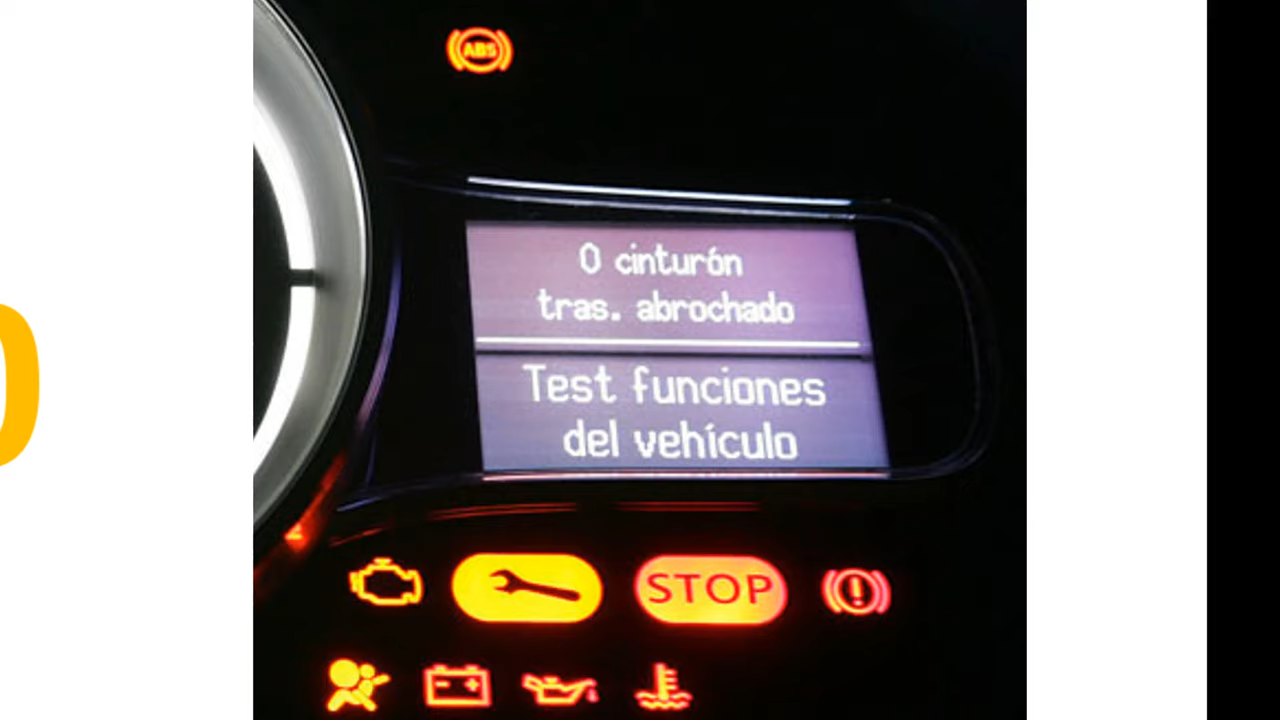 ABS
0 cinturón
tras. abrochado
Test funciones
del vehículo
STOP